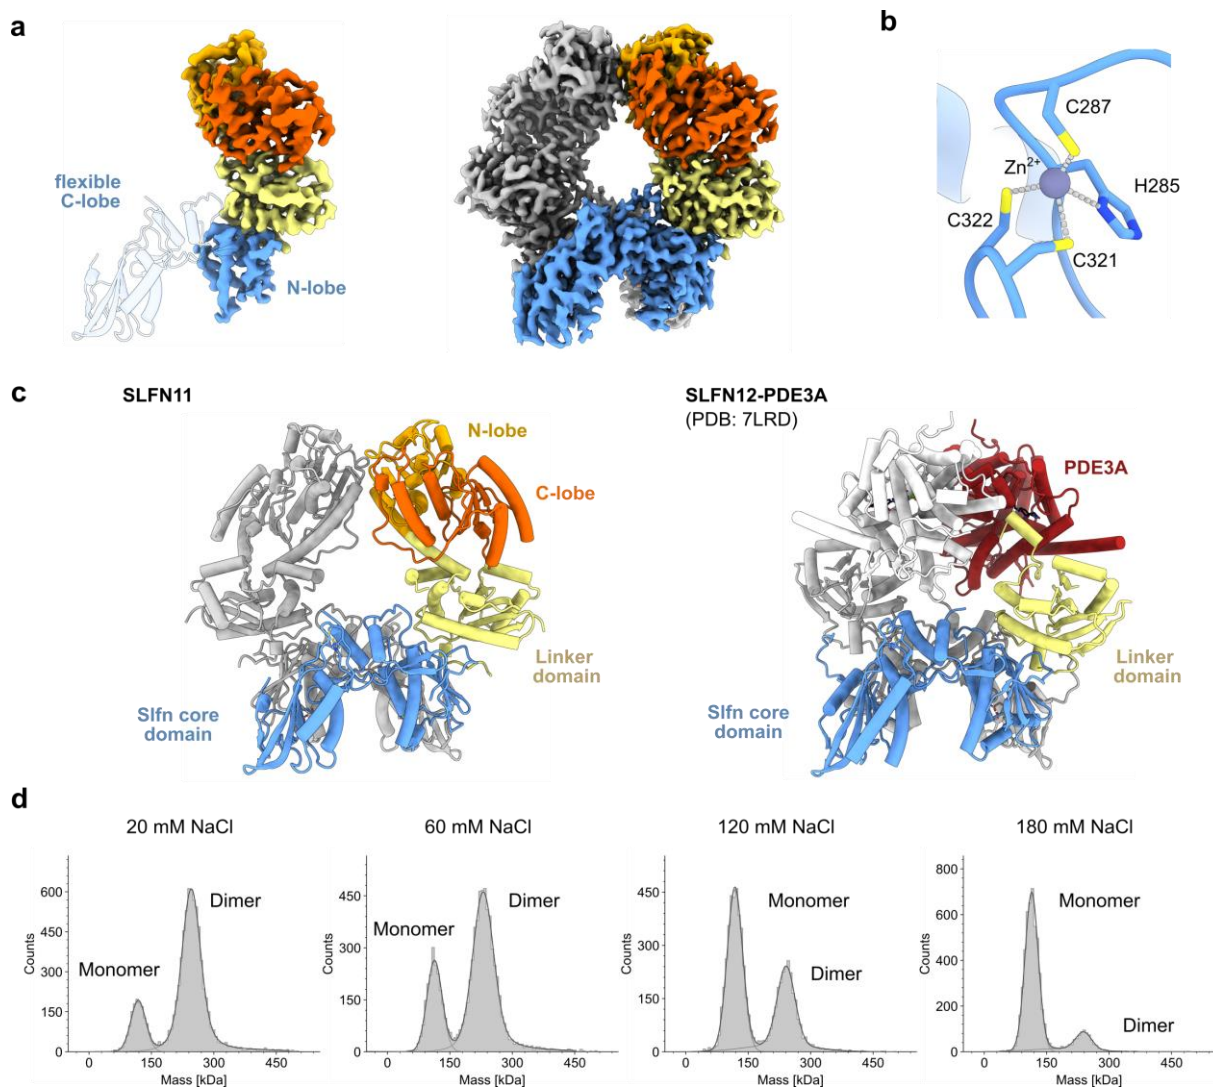 a
flexible
C-lobe
N-lobe
b
C287
Zn2+
H285
C322
C321
c
SLFN11
N-lobe
C-lobe
Linker
domain
Slfn core
domain
SLFN12-PDE3A
(PDB: 7LRD)
PDE3A
Linker
domain
Slfn core
domain
d
20 mM NaCl
600
450
300
150
0
Counts
Monomer
Dimer
0 150 300 450
Mass [kDa]
60 mM NaCl
450
300
150
0
Counts
Monomer
Dimer
0 150 300 450
Mass [kDa]
120 mM NaCl
450
300
150
0
Counts
Monomer
Dimer
0 150 300 450
Mass [kDa]
180 mM NaCl
800
600
400
200
0
Counts
Monomer
Dimer
0 150 300 450
Mass [kDa]